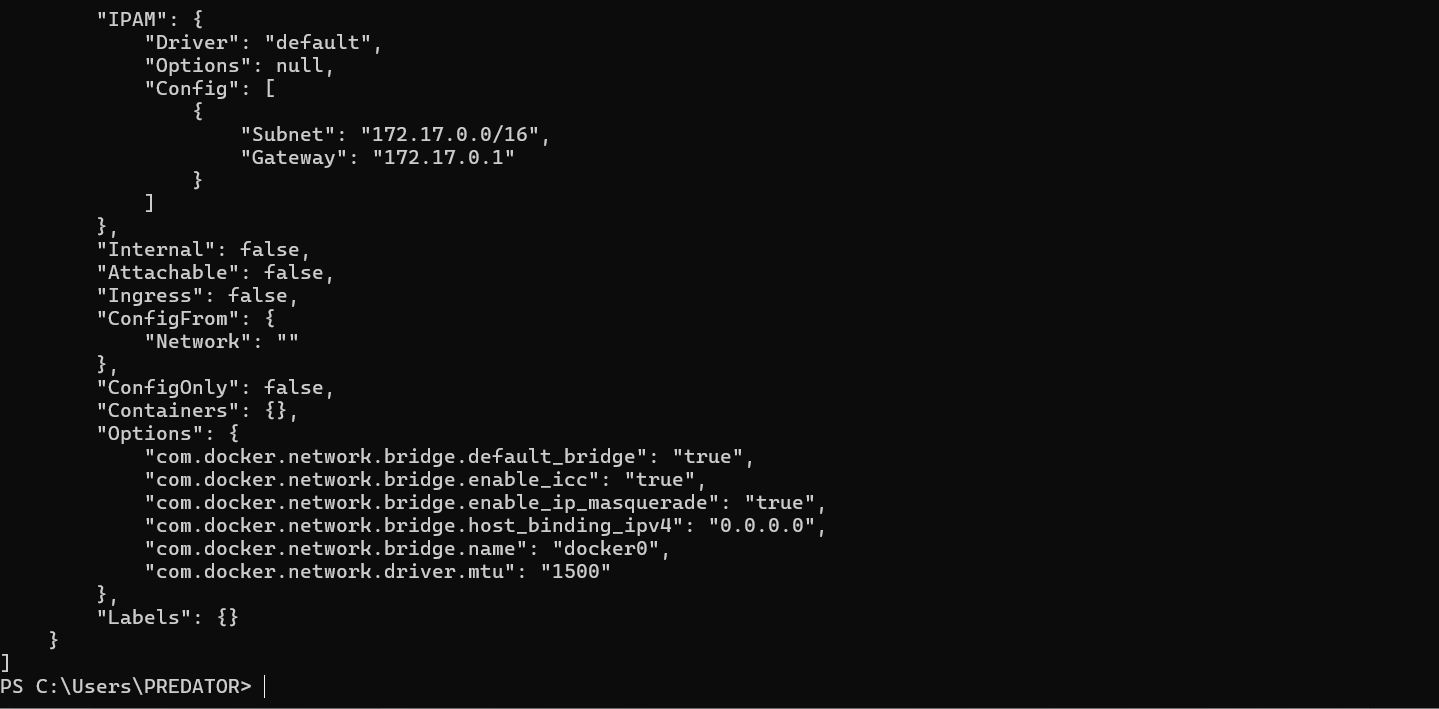 "IPAM": {
            "Driver": "default",
            "Options": null,
            "Config": [
                {
                    "Subnet": "172.17.0.0/16",
                    "Gateway": "172.17.0.1"
                }
            ]
        },
        "Internal": false,
        "Attachable": false,
        "Ingress": false,
        "ConfigFrom": {
            "Network": ""
        },
        "ConfigOnly": false,
        "Containers": {},
        "Options": {
            "com.docker.network.bridge.default_bridge": "true",
            "com.docker.network.bridge.enable_icc": "true",
            "com.docker.network.bridge.enable_ip_masquerade": "true",
            "com.docker.network.bridge.host_binding_ipv4": "0.0.0.0",
            "com.docker.network.bridge.name": "docker0",
            "com.docker.network.driver.mtu": "1500"
        },
        "Labels": {}
    }
]
PS C:\Users\PREDATOR>